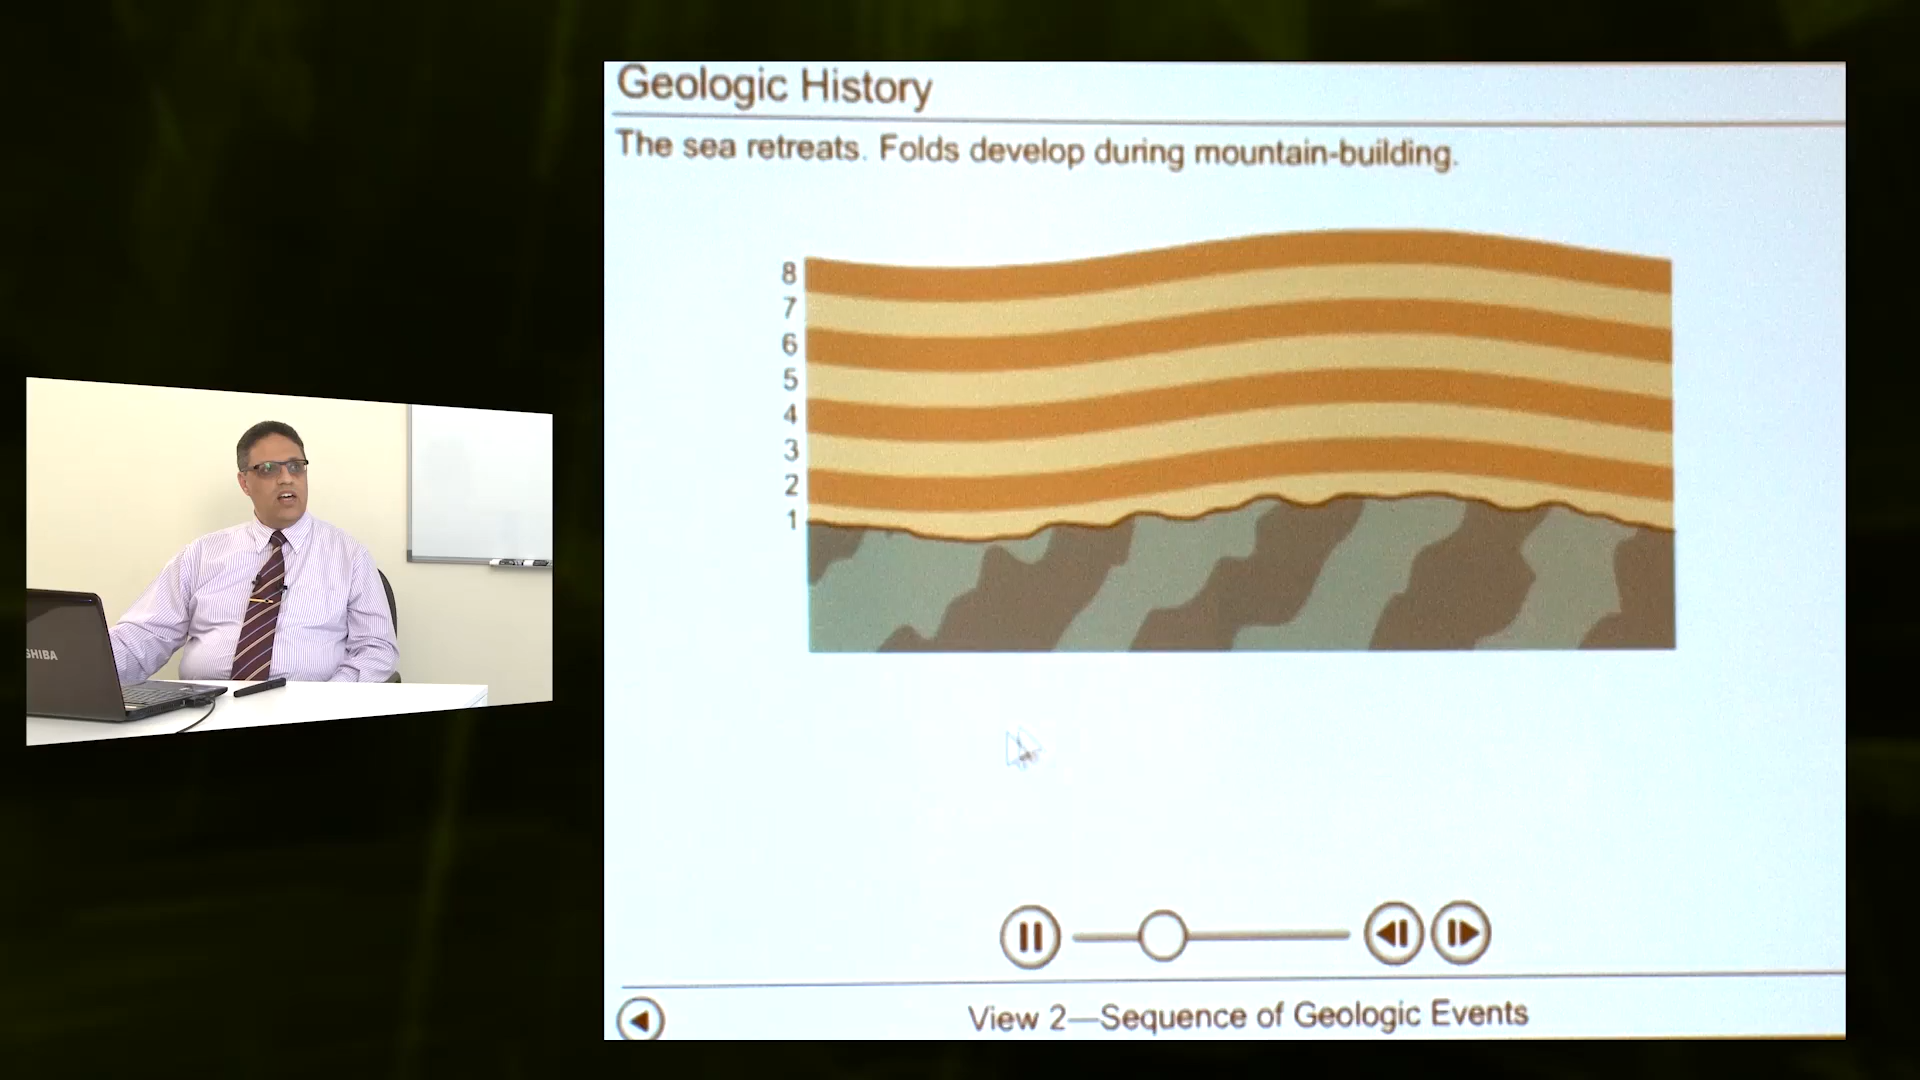 Geologic History
The sea retreats. Folds develop during mountain-building.
8
7
6
5
4
3
2
1
SHIBA
View 2—Sequence of Geologic Events